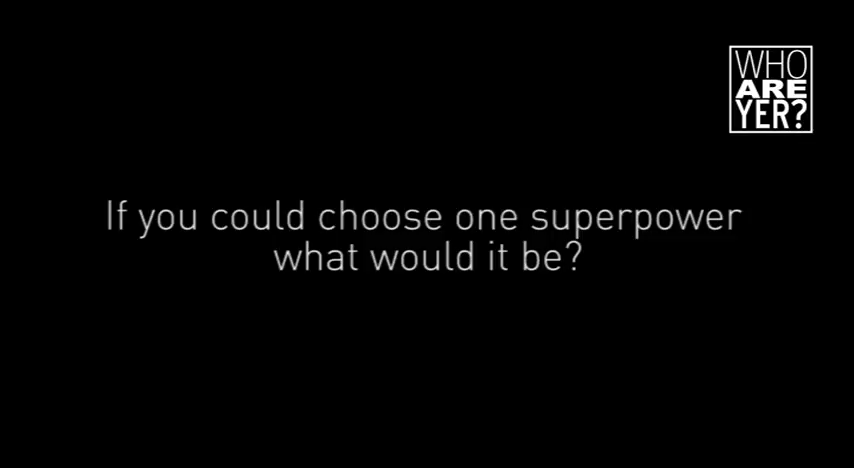 WHO
ARE
YER?
If you could choose one superpower
what would it be?